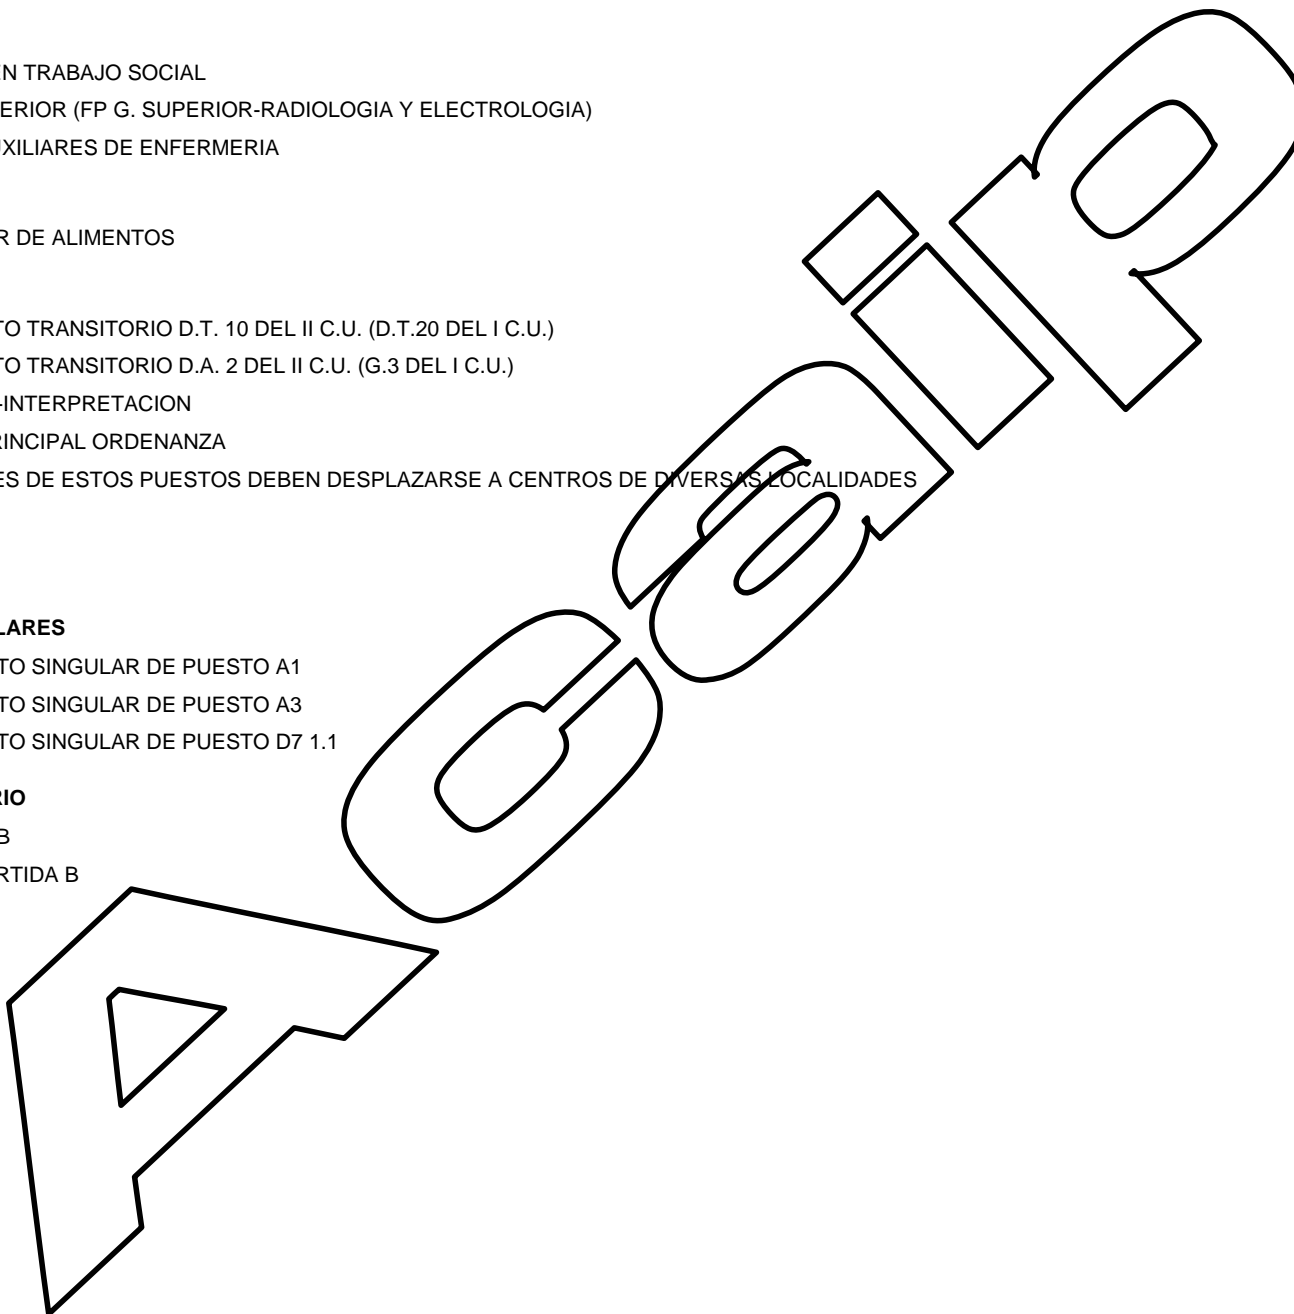 EN TRABAJO SOCIAL
ERIOR (FP G. SUPERIOR-RADIOLOGIA Y ELECTROLOGIA)
UXILIARES DE ENFERMERIA
R DE ALIMENTOS
TO TRANSITORIO D.T. 10 DEL II C.U. (D.T.20 DEL I C.U.)
TO TRANSITORIO D.A. 2 DEL II C.U. (G.3 DEL I C.U.)
-INTERPRETACION
RINCIPAL ORDENANZA
ES DE ESTOS PUESTOS DEBEN DESPLAZARSE A CENTROS DE DIVERSAS LOCALIDADES
LARES
TO SINGULAR DE PUESTO A1
TO SINGULAR DE PUESTO A3
TO SINGULAR DE PUESTO D7 1.1
RIO
B
RTIDA B
Acaip